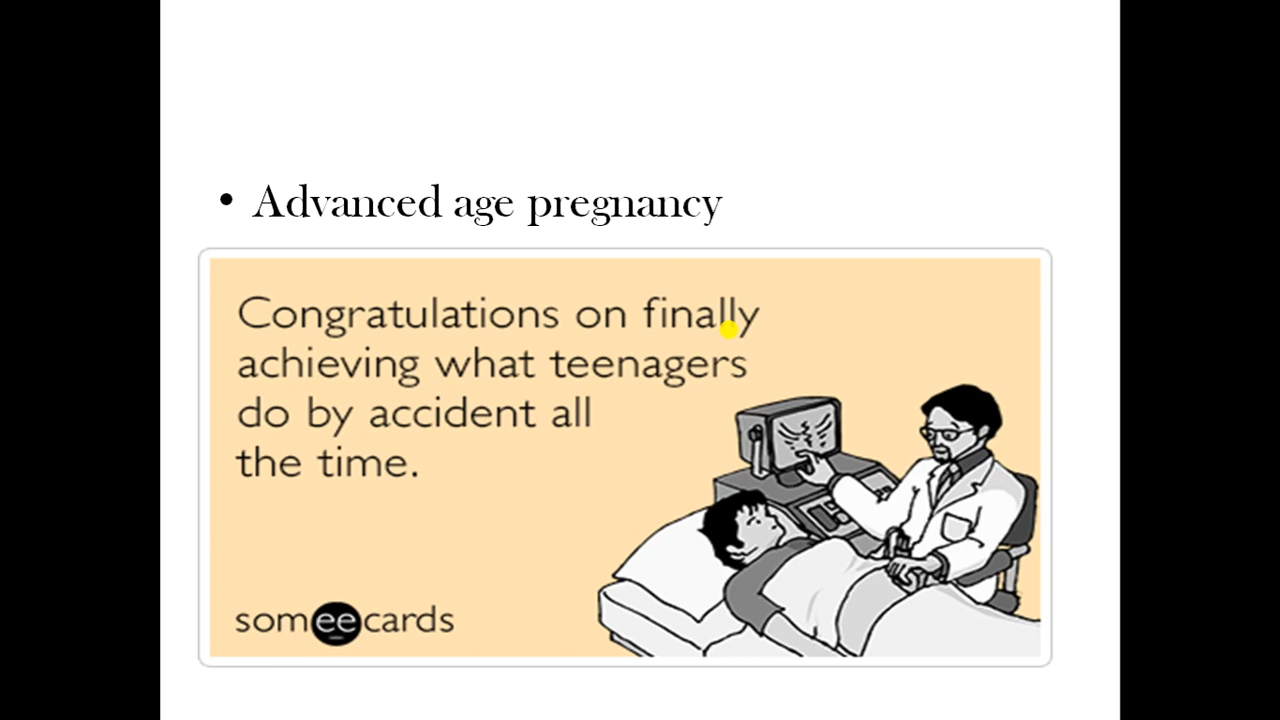 • Advanced age pregnancy
Congratulations on finally
achieving what teenagers
do by accident all
the time.
someecards